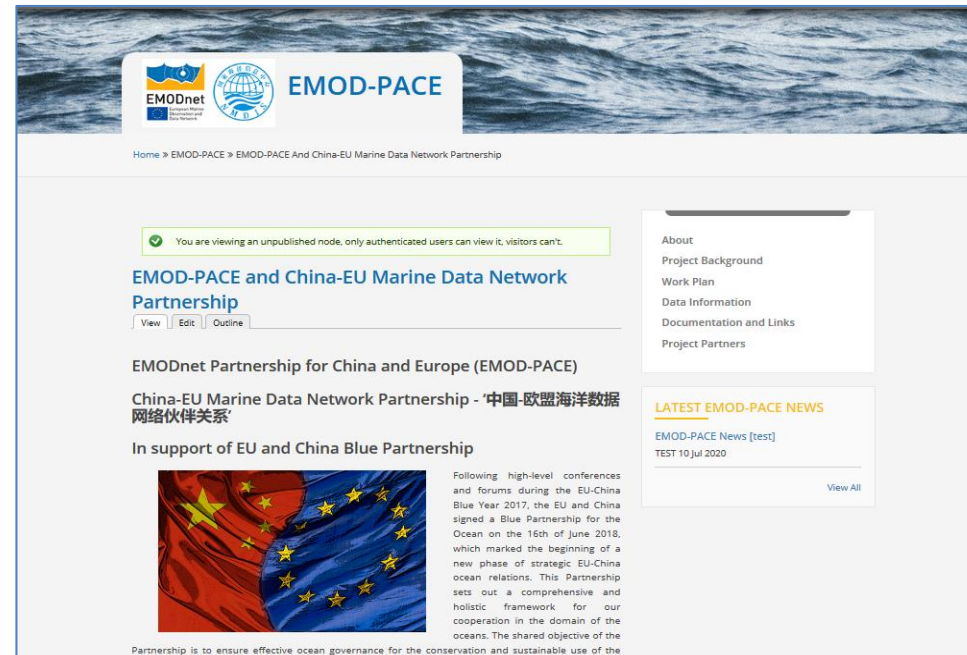 EMODnet
European Marine
Observation and
Data Network
NMDIS
EMOD-PACE
Home » EMOD-PACE » EMOD-PACE And China-EU Marine Data Network Partnership
You are viewing an unpublished node, only authenticated users can view it, visitors can't.
EMOD-PACE and China-EU Marine Data Network
Partnership
View Edit Outline
EMODnet Partnership for China and Europe (EMOD-PACE)
China-EU Marine Data Network Partnership - '中国-欧盟海洋数据
网络伙伴关系'
In support of EU and China Blue Partnership
Following high-level conferences
and forums during the EU-China
Blue Year 2017, the EU and China
signed a Blue Partnership for the
Ocean on the 16th of June 2018,
which marked the beginning of a
new phase of strategic EU-China
ocean relations. This Partnership
sets out a comprehensive and
holistic framework for our
cooperation in the domain of the
oceans. The shared objective of the
Partnership is to ensure effective ocean governance for the conservation and sustainable use of the
About
Project Background
Work Plan
Data Information
Documentation and Links
Project Partners
LATEST EMOD-PACE NEWS
EMOD-PACE News [test]
TEST 10 Jul 2020
View All